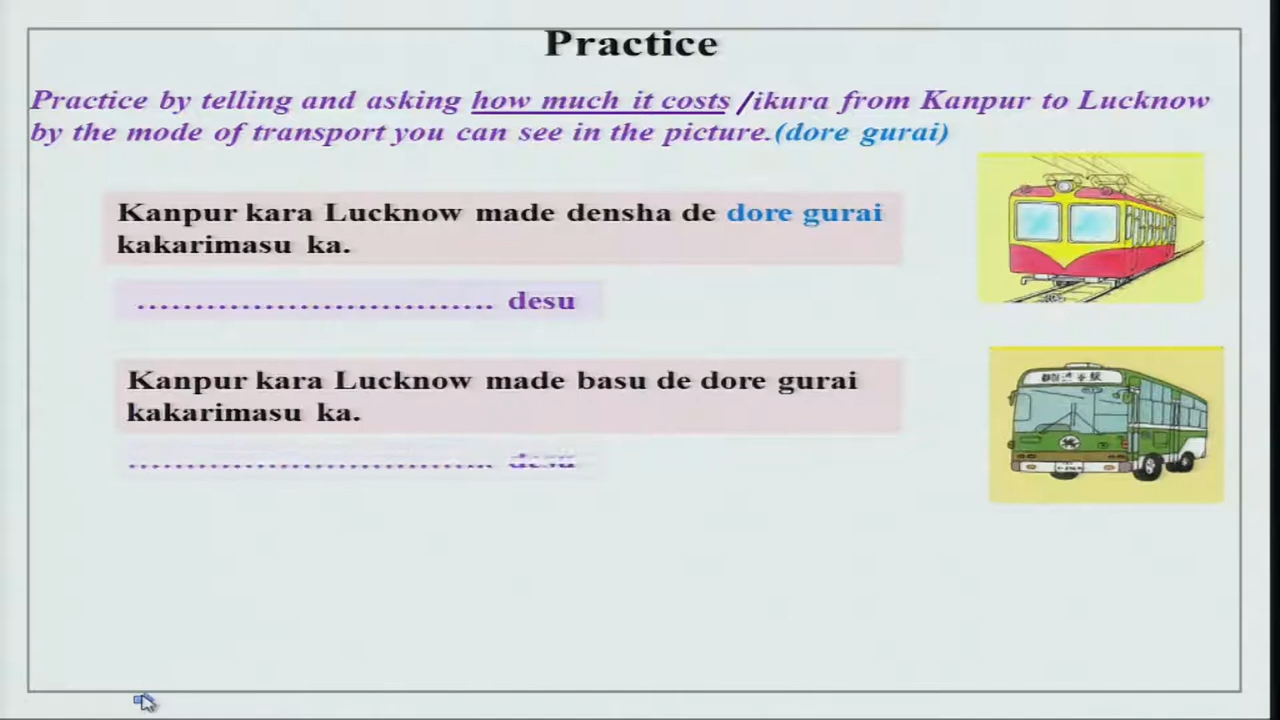 Practice
Practice by telling and asking how much it costs /ikura from Kanpur to Lucknow
by the mode of transport you can see in the picture.(dore gurai)
Kanpur kara Lucknow made densha de dore gurai
kakarimasu ka.
................................ desu
Kanpur kara Lucknow made basu de dore gurai
kakarimasu ka.
................................ desu